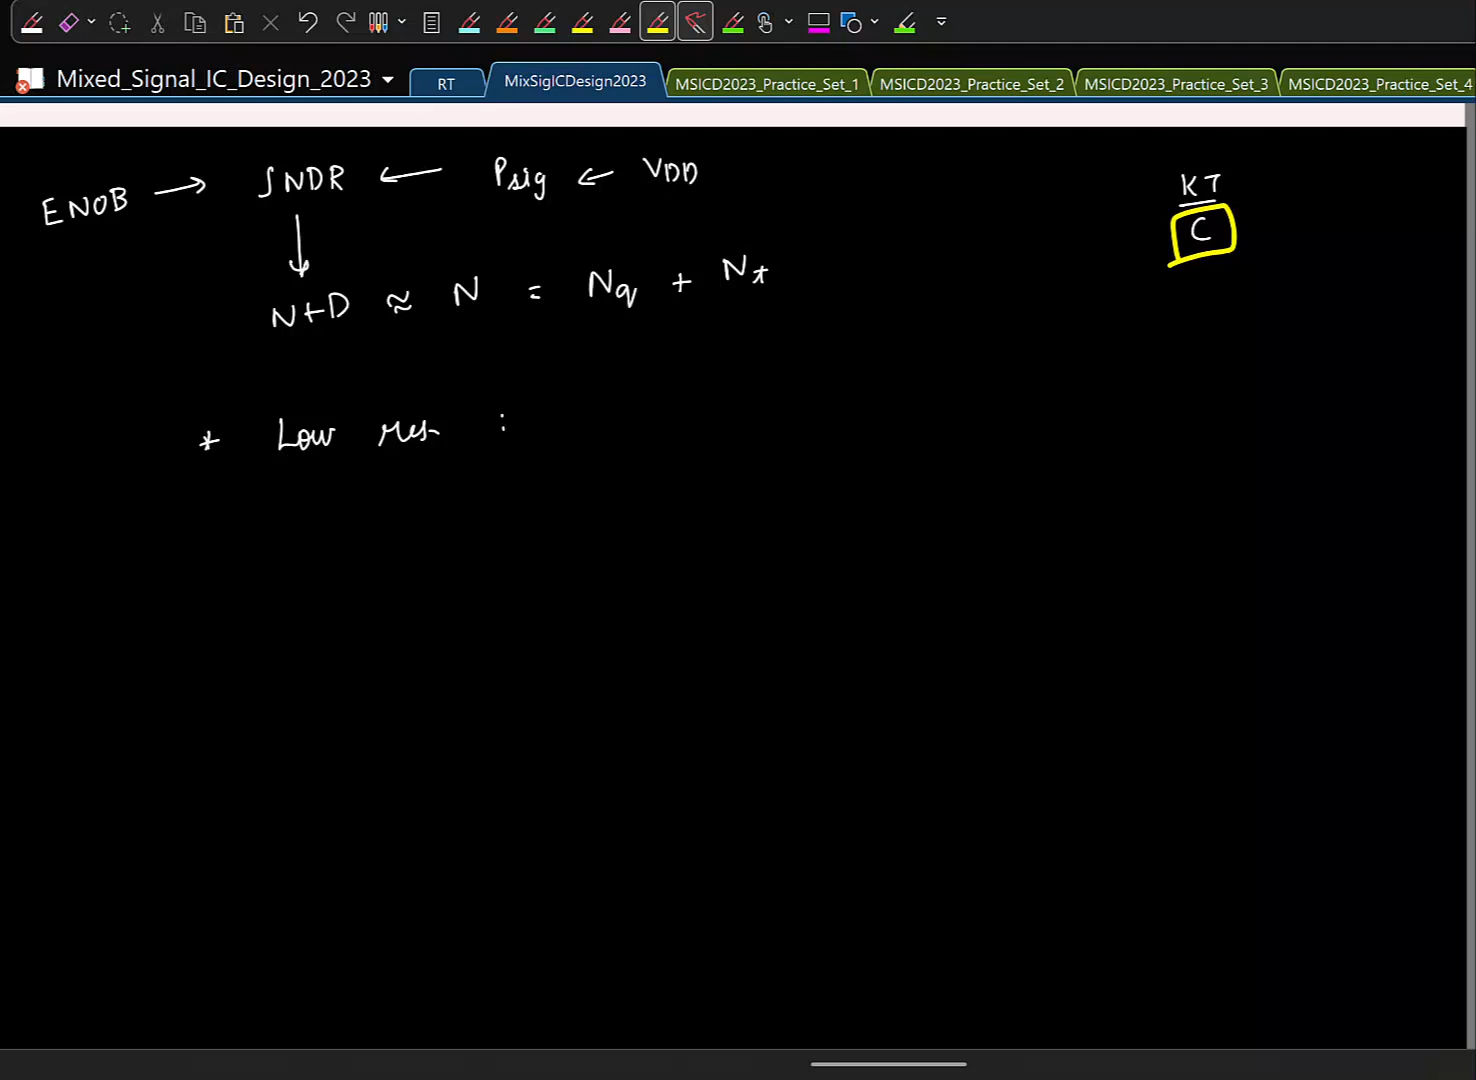 Mixed_Signal_IC_Design_2023 RT MixSigICDesign2023 MSICD2023_Practice_Set_1 MSICD2023_Practice_Set_2 MSICD2023_Practice_Set_3 MSICD2023_Practice_Set_4
ENOB → SNDR ← Psig ← VDD
↓
N+D ≈ N = Nq + Nt
KT
C
* Low res :